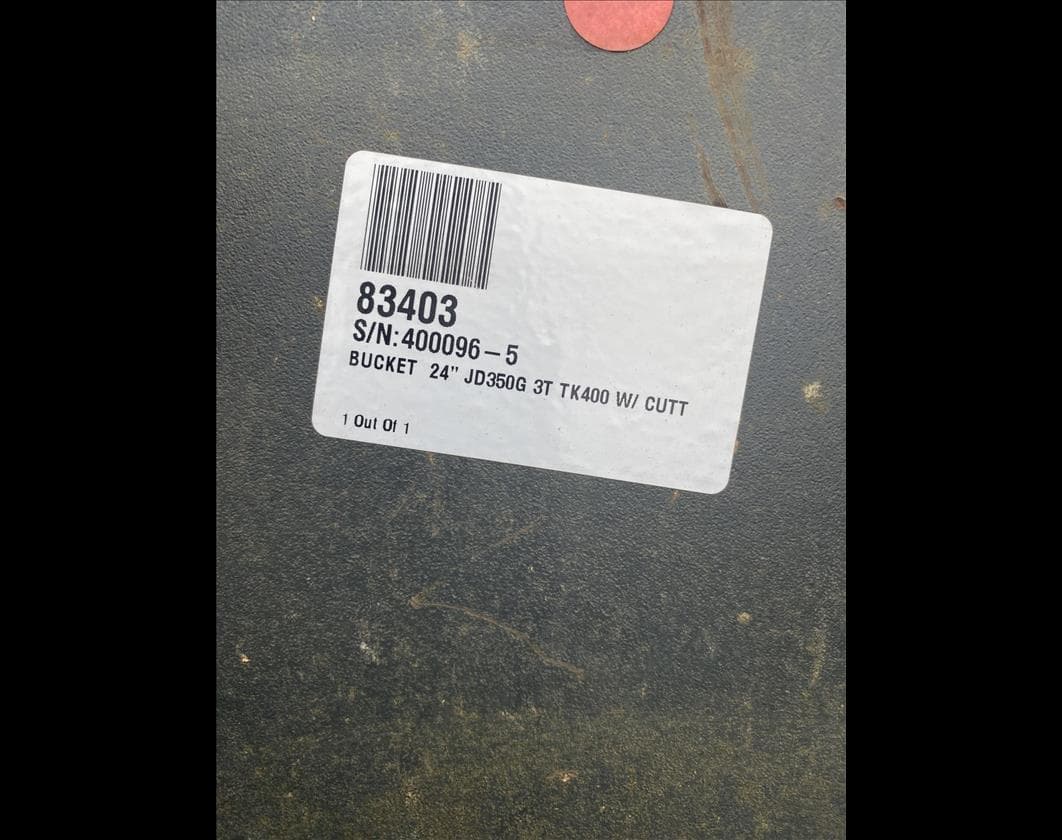 83403
S/N:400096-5
BUCKET 24" JD350G 3T TK400 W/ CUTT
1 Out Of 1